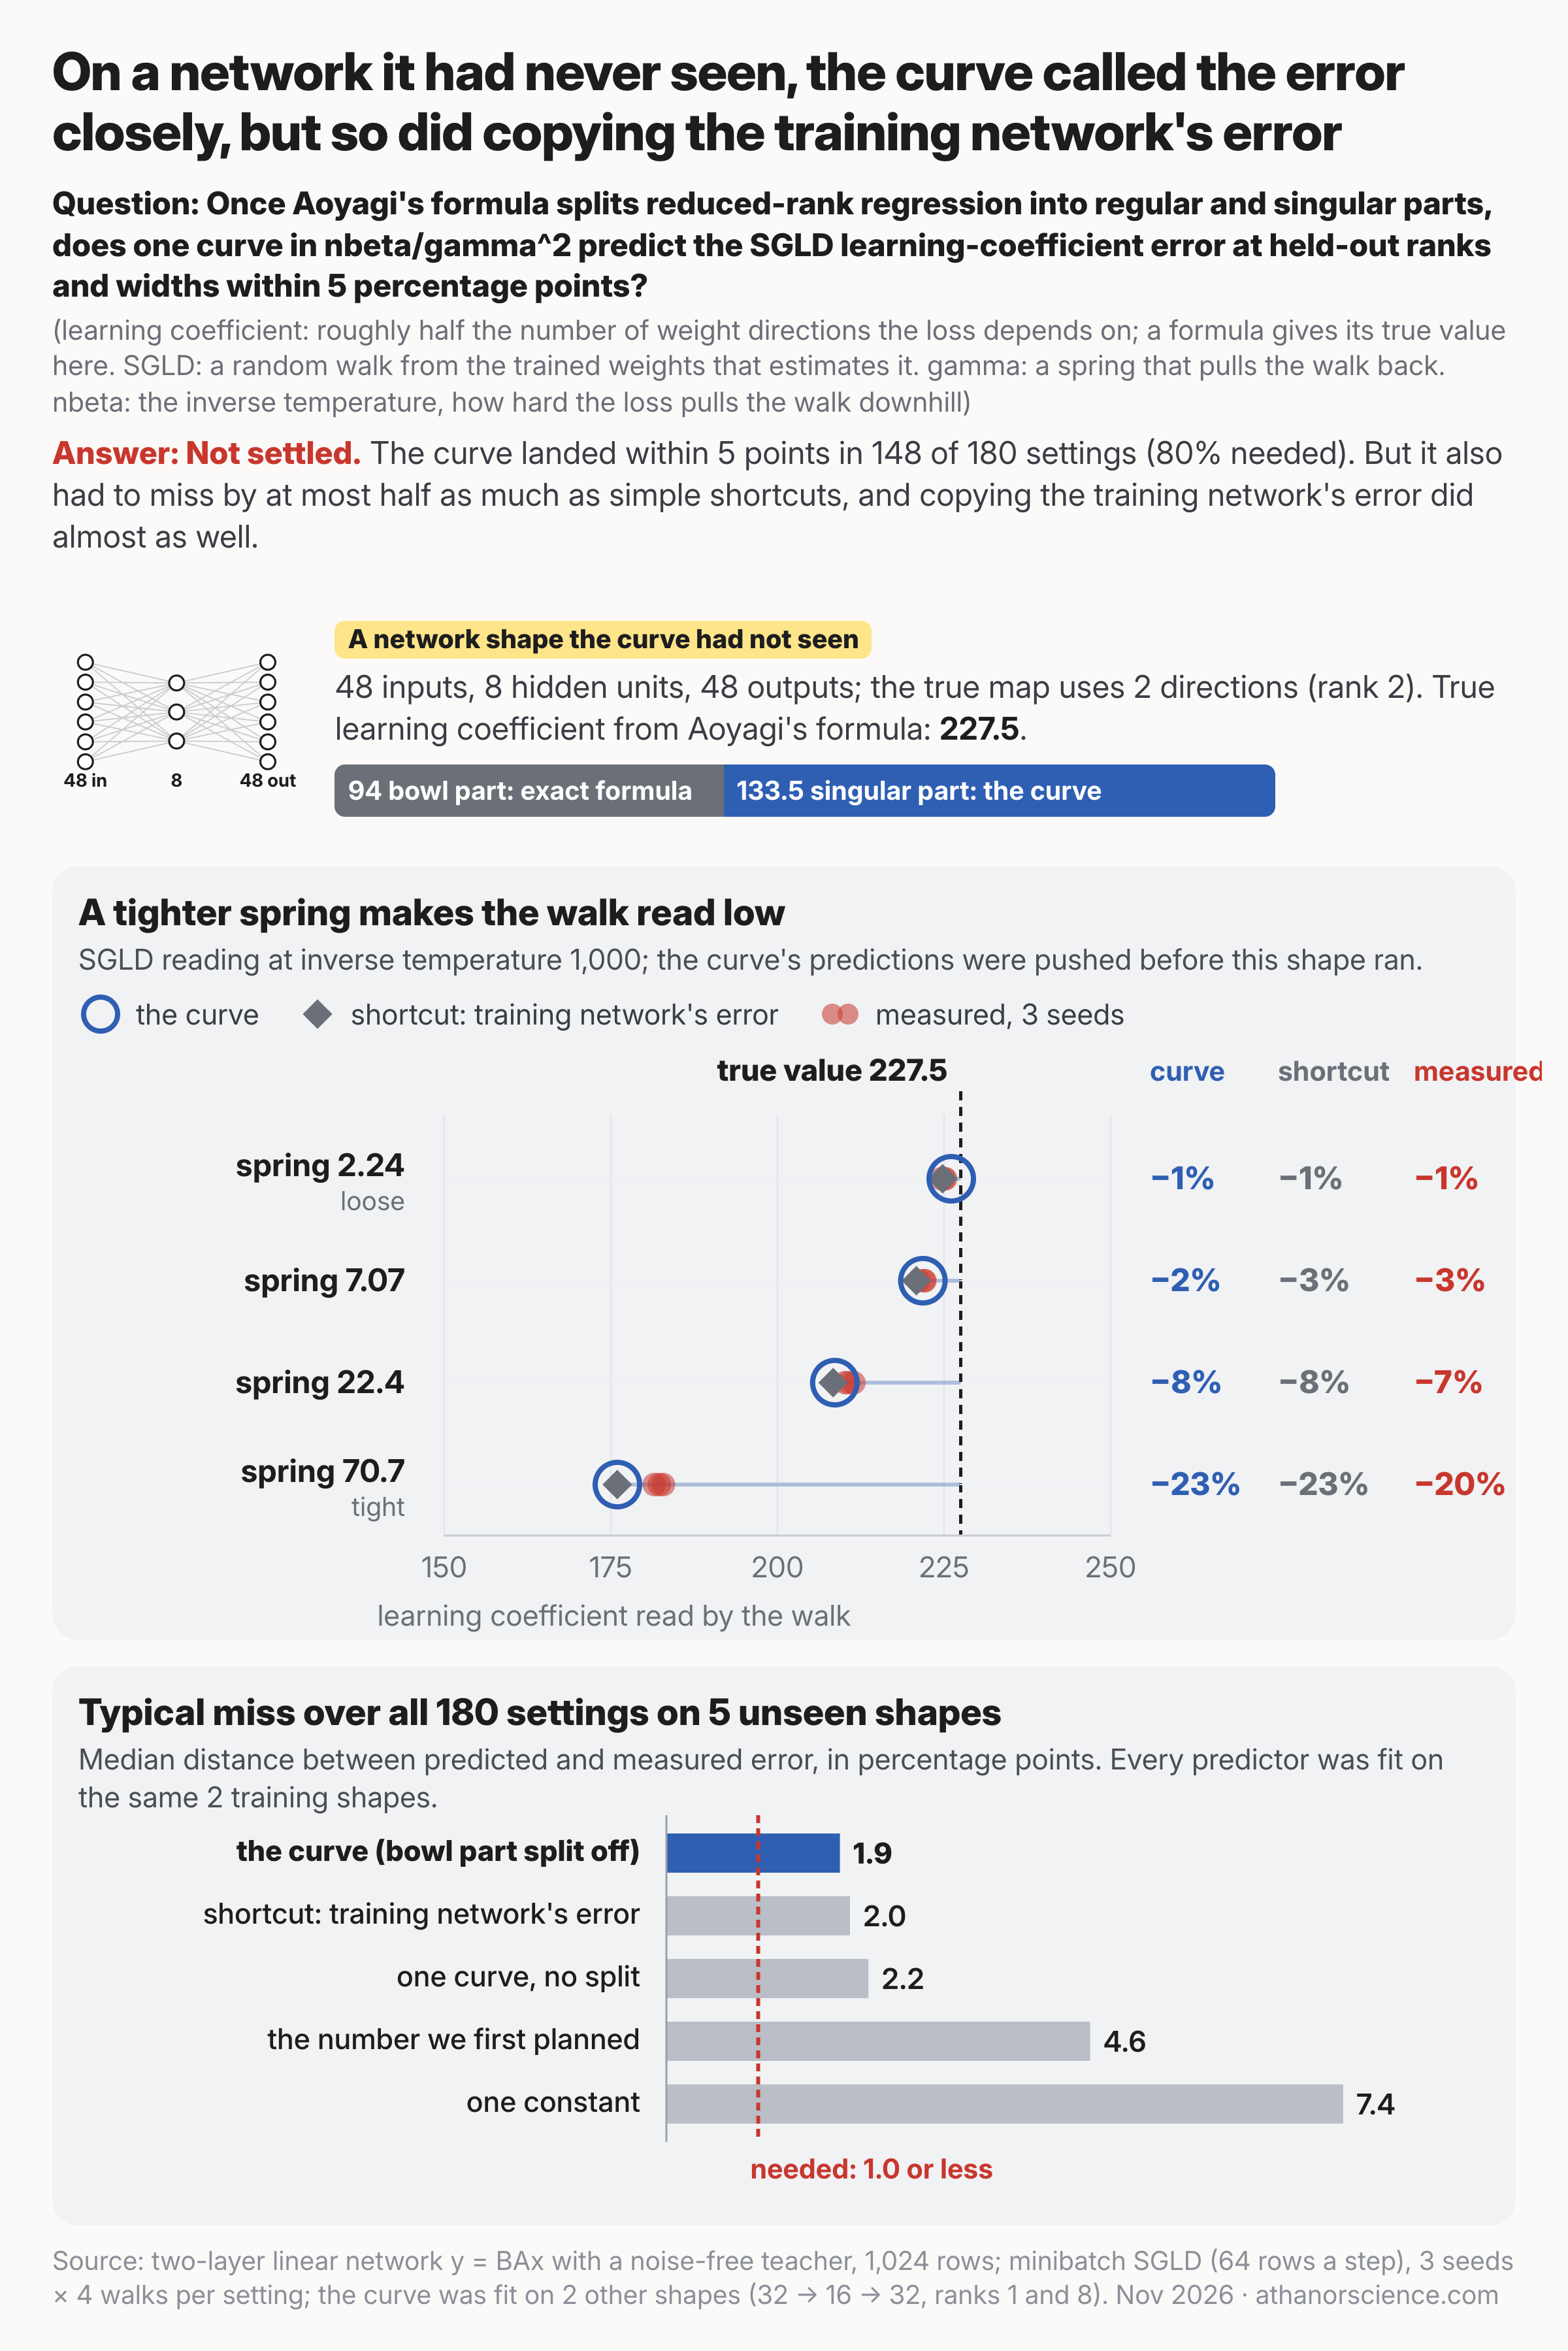 On a network it had never seen, the curve called the error
closely, but so did copying the training network's error
Question: Once Aoyagi's formula splits reduced-rank regression into regular and singular parts,
does one curve in nbeta/gamma^2 predict the SGLD learning-coefficient error at held-out ranks
and widths within 5 percentage points?
(learning coefficient: roughly half the number of weight directions the loss depends on; a formula gives its true value
here. SGLD: a random walk from the trained weights that estimates it. gamma: a spring that pulls the walk back.
nbeta: the inverse temperature, how hard the loss pulls the walk downhill)
Answer: Not settled. The curve landed within 5 points in 148 of 180 settings (80% needed). But it also
had to miss by at most half as much as simple shortcuts, and copying the training network's error did
almost as well.
A network shape the curve had not seen
48 inputs, 8 hidden units, 48 outputs; the true map uses 2 directions (rank 2). True
learning coefficient from Aoyagi's formula: 227.5.
48 in 8 48 out
94 bowl part: exact formula 133.5 singular part: the curve
A tighter spring makes the walk read low
SGLD reading at inverse temperature 1,000; the curve's predictions were pushed before this shape ran.
the curve shortcut: training network's error measured, 3 seeds
true value 227.5 curve shortcut measured
spring 2.24 −1% −1% −1%
loose
spring 7.07 −2% −3% −3%
spring 22.4 −8% −8% −7%
spring 70.7 −23% −23% −20%
tight
150 175 200 225 250
learning coefficient read by the walk
Typical miss over all 180 settings on 5 unseen shapes
Median distance between predicted and measured error, in percentage points. Every predictor was fit on
the same 2 training shapes.
the curve (bowl part split off) 1.9
shortcut: training network's error 2.0
one curve, no split 2.2
the number we first planned 4.6
one constant 7.4
needed: 1.0 or less
Source: two-layer linear network y = BAx with a noise-free teacher, 1,024 rows; minibatch SGLD (64 rows a step), 3 seeds
× 4 walks per setting; the curve was fit on 2 other shapes (32 → 16 → 32, ranks 1 and 8). Nov 2026 · athanorscience.com